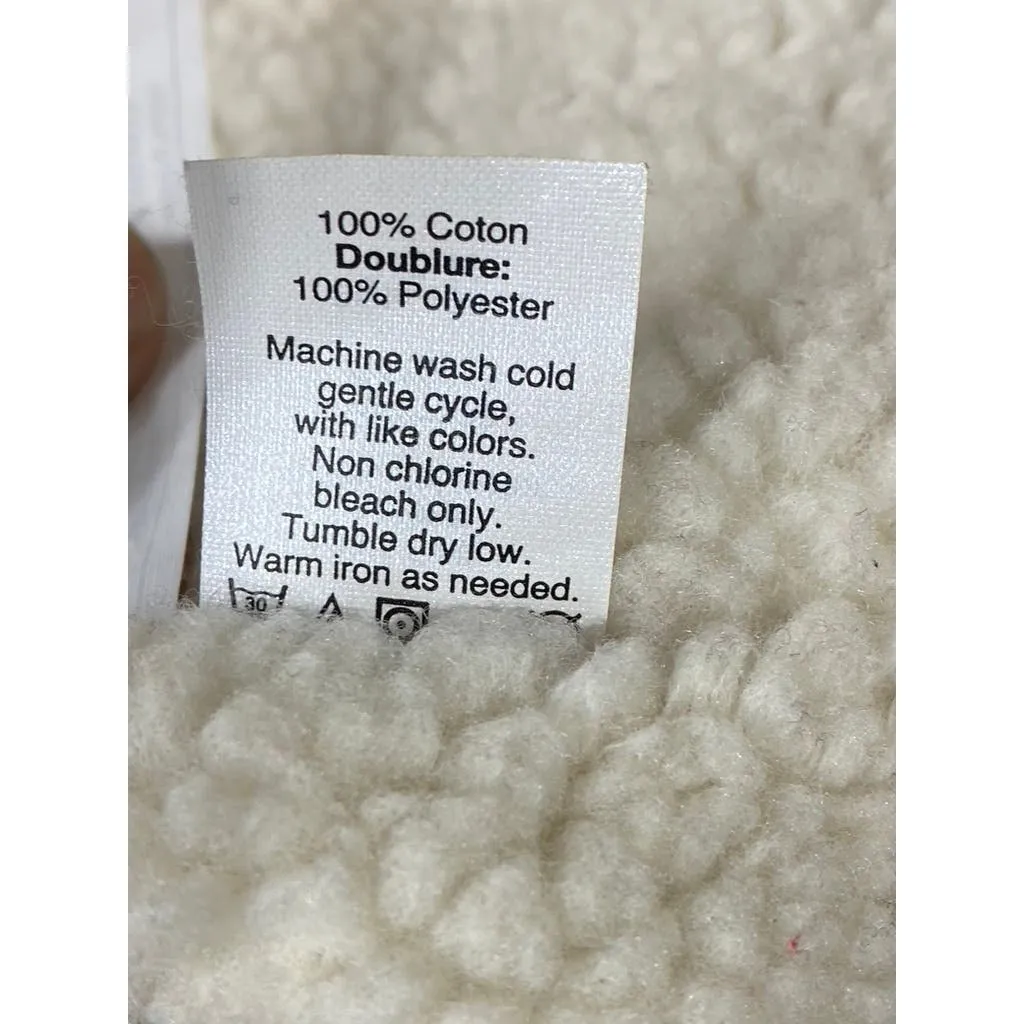 100% Coton
Doublure:
100% Polyester
Machine wash cold
gentle cycle,
with like colors.
Non chlorine
bleach only.
Tumble dry low.
Warm iron as needed.
30